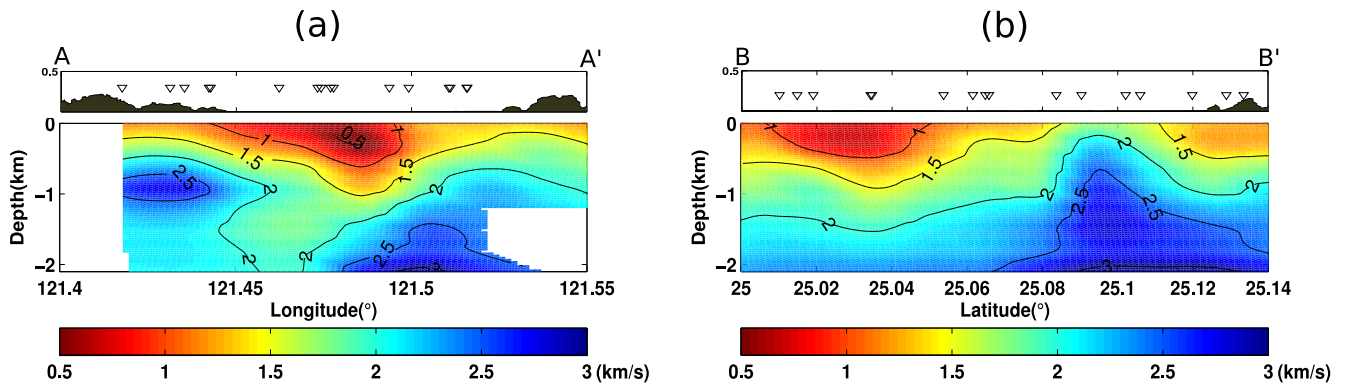 (a) (b)
A A' B B'
0.5 0.5
0 1 0.5 1 1.5 1.5 2.5 2 2 2 2 2.5 3
−1
−2
Depth(km)
121.4 121.45 121.5 121.55
Longitude(°)
0.5 1 1.5 2 2.5 3 (km/s)
0 1 1 1.5 2 1.5 2 2 2.5 2.5 3
−1
−2
Depth(km)
25 25.02 25.04 25.06 25.08 25.1 25.12 25.14
Latitude(°)
0.5 1 1.5 2 2.5 3 (km/s)